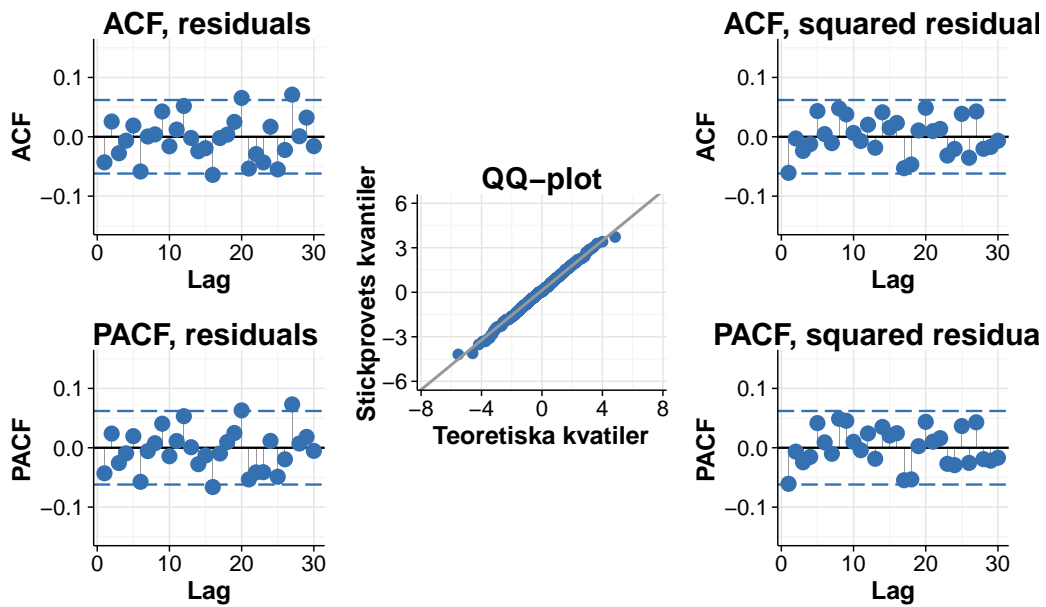 ACF, residuals
0.1
0.0
−0.1
ACF
0 10 20 30
Lag
PACF, residuals
0.1
0.0
−0.1
PACF
0 10 20 30
Lag
QQ−plot
6
3
0
−3
−6
Stickprovets kvantiler
−8 −4 0 4 8
Teoretiska kvatiler
ACF, squared residual
0.1
0.0
−0.1
ACF
0 10 20 30
Lag
PACF, squared residua
0.1
0.0
−0.1
PACF
0 10 20 30
Lag